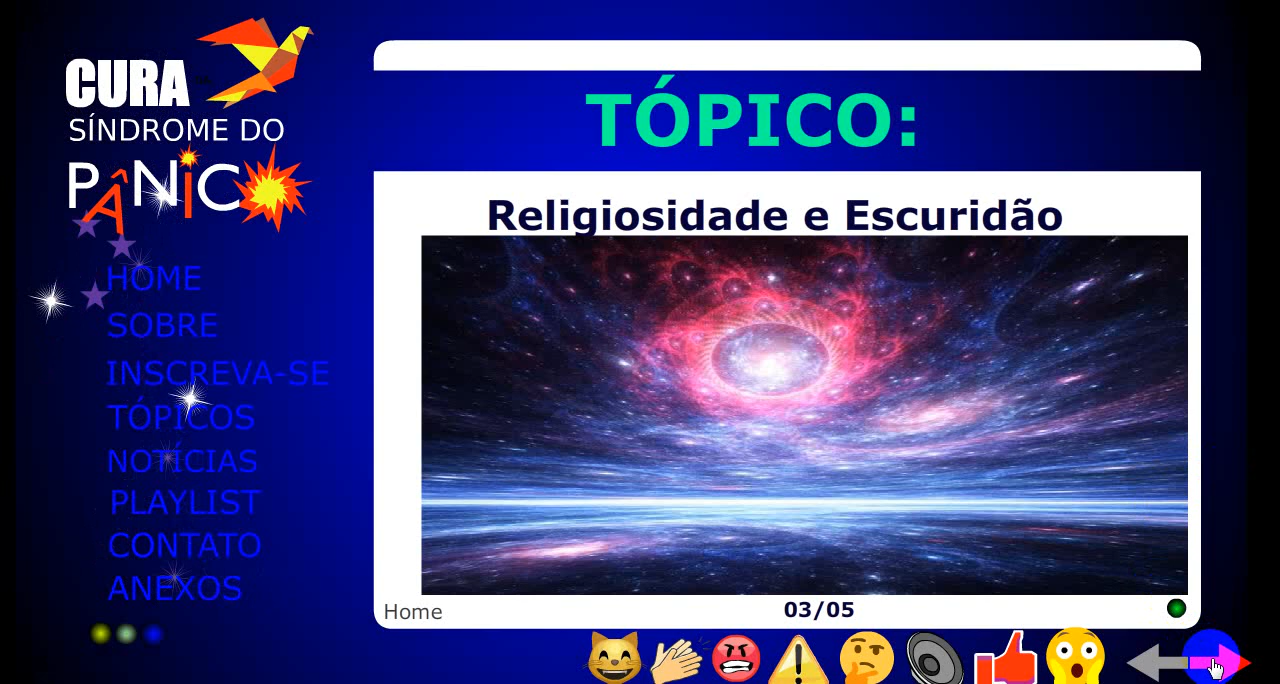 CURA
SÍNDROME DO
PÂNiCO
HOME
SOBRE
INSCREVA-SE
TÓPICOS
NOTÍCIAS
PLAYLIST
CONTATO
ANEXOS
TÓPICO:
Religiosidade e Escuridão
Home
03/05